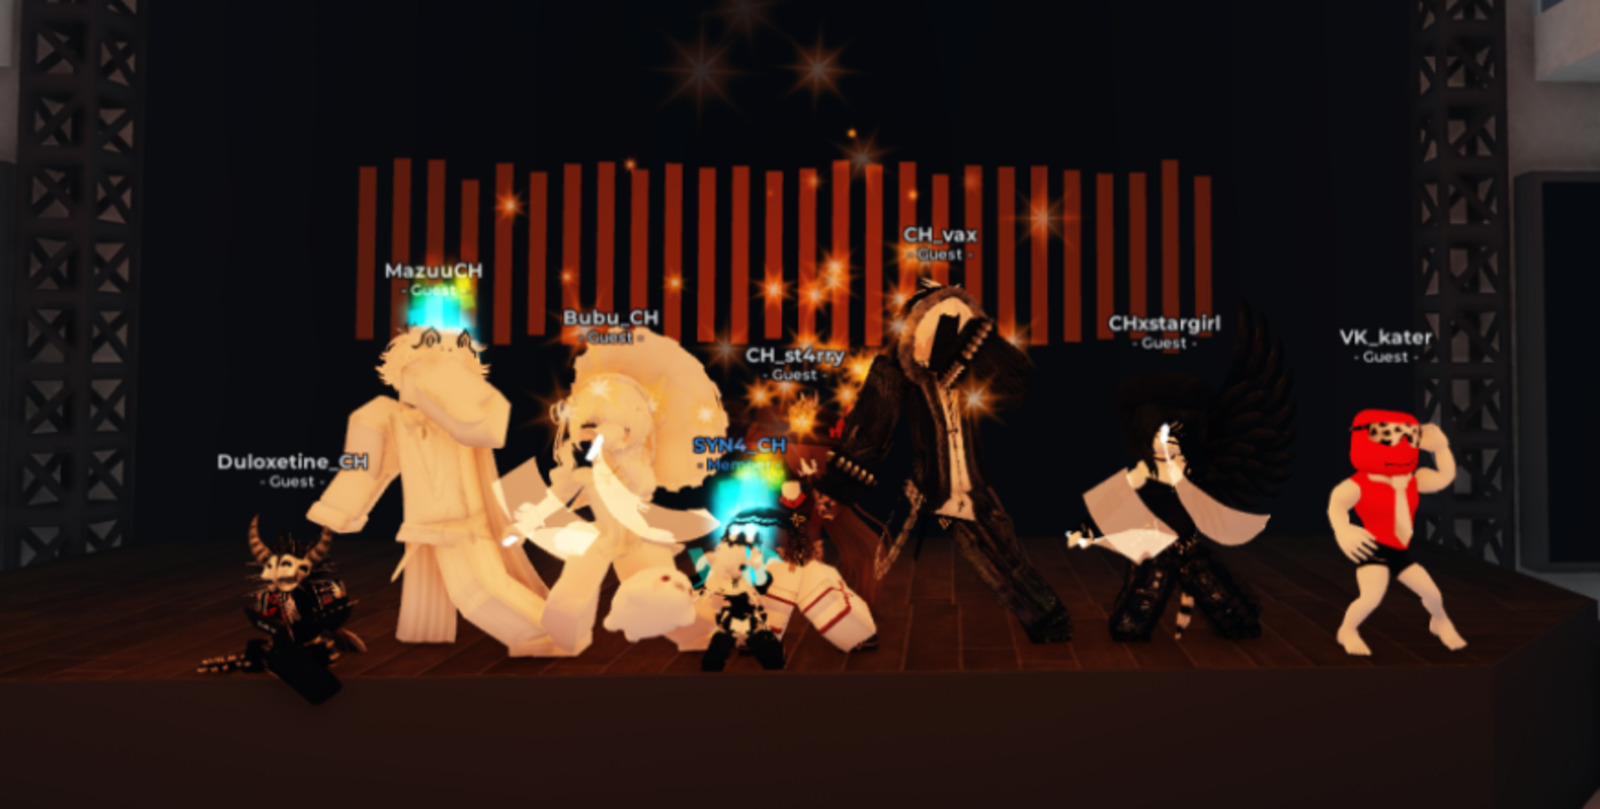 CH_vax
- Guest -
MazuuCH
- Guest -
Bubu_CH
- Guest -
CHxstargirl
- Guest -
VK_kater
- Guest -
CH_st4rry
- Guest -
SYN4_CH
- Member -
Duloxetine_CH
- Guest -